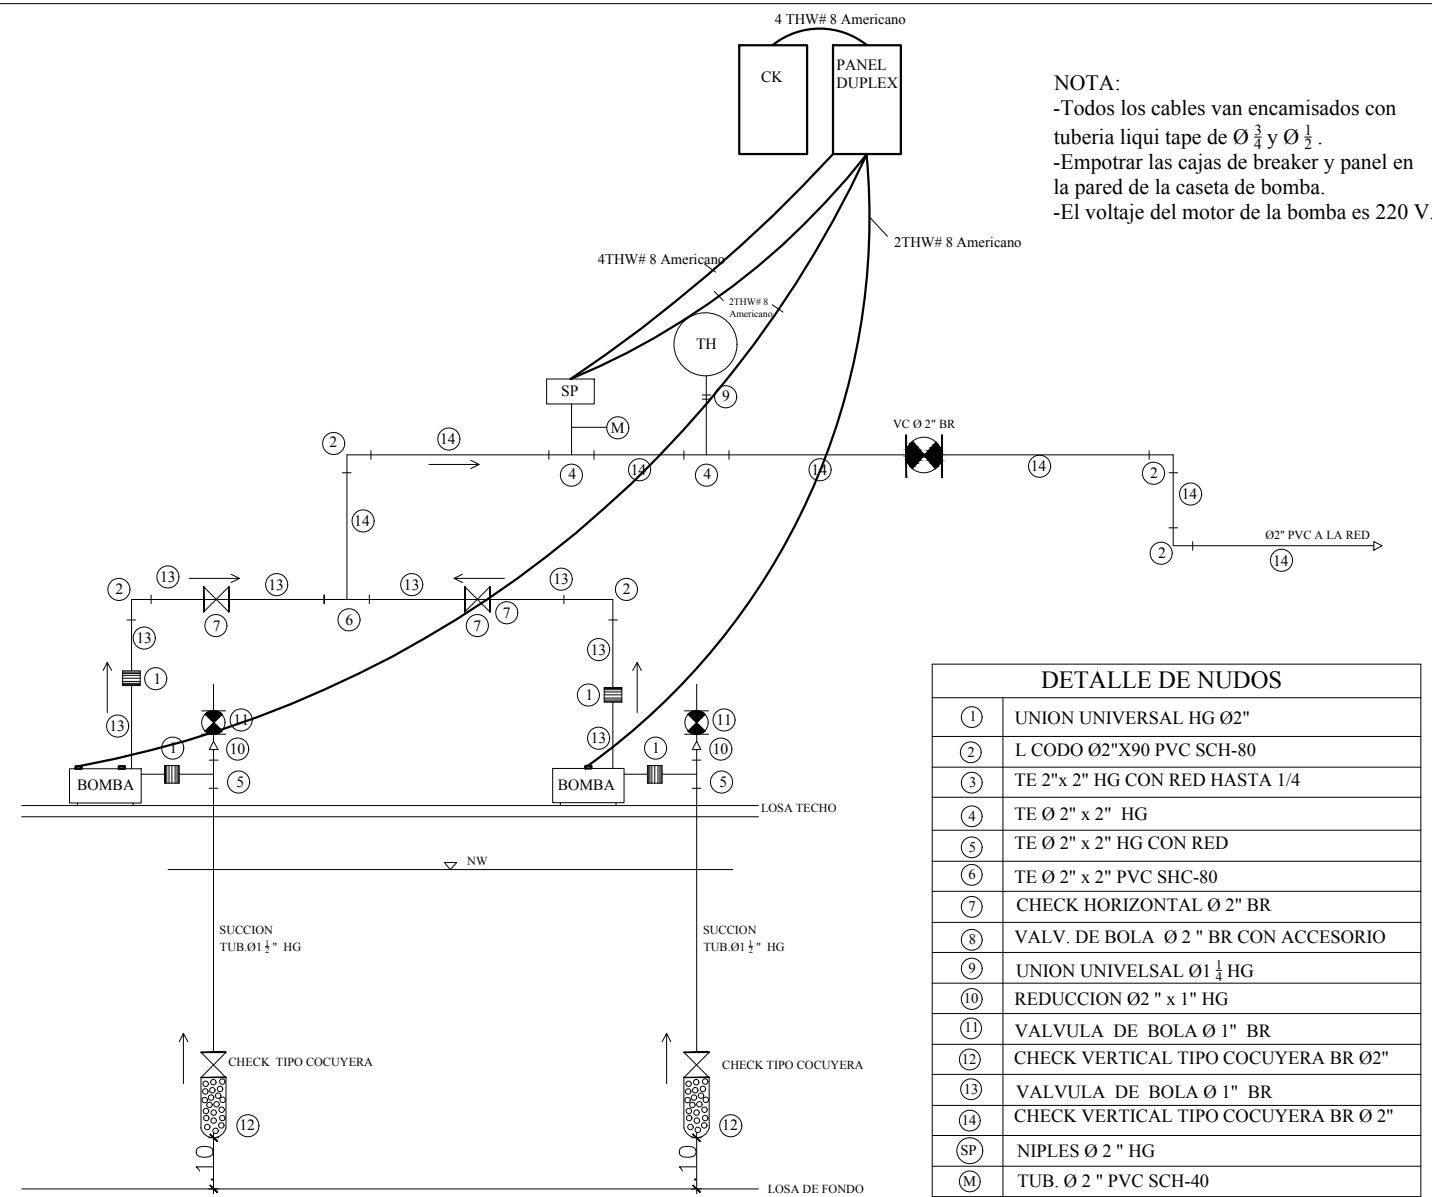 4 THW# 8 Americano
CK
PANEL
DUPLEX
NOTA:
-Todos los cables van encamisados con
tuberia liqui tape de Ø 3/4 y Ø 1/2 .
-Empotrar las cajas de breaker y panel en
la pared de la caseta de bomba.
-El voltaje del motor de la bomba es 220 V.
2THW# 8 Americano
4THW# 8 Americano
2THW# 8
Americano
TH
SP
9
M
VC Ø 2" BR
2
14
4
14
4
14
14
2
14
14
2
Ø2" PVC A LA RED
14
2
13
13
13
13
2
7
6
7
7
13
13
1
1
13
11
13
11
1
10
1
10
BOMBA
5
BOMBA
5
LOSA TECHO
NW
SUCCION
TUB.Ø1 1/2 " HG
SUCCION
TUB.Ø1 1/2 " HG
CHECK TIPO COCUYERA
CHECK TIPO COCUYERA
12
12
.10
.10
LOSA DE FONDO
DETALLE DE NUDOS
1 UNION UNIVERSAL HG Ø2"
2 L CODO Ø2"X90 PVC SCH-80
3 TE 2"x 2" HG CON RED HASTA 1/4
4 TE Ø 2" x 2" HG
5 TE Ø 2" x 2" HG CON RED
6 TE Ø 2" x 2" PVC SHC-80
7 CHECK HORIZONTAL Ø 2" BR
8 VALV. DE BOLA Ø 2 " BR CON ACCESORIO
9 UNION UNIVELSAL Ø1 1/4 HG
10 REDUCCION Ø2 " x 1" HG
11 VALVULA DE BOLA Ø 1" BR
12 CHECK VERTICAL TIPO COCUYERA BR Ø2"
13 VALVULA DE BOLA Ø 1" BR
14 CHECK VERTICAL TIPO COCUYERA BR Ø 2"
SP NIPLES Ø 2 " HG
M TUB. Ø 2 " PVC SCH-40